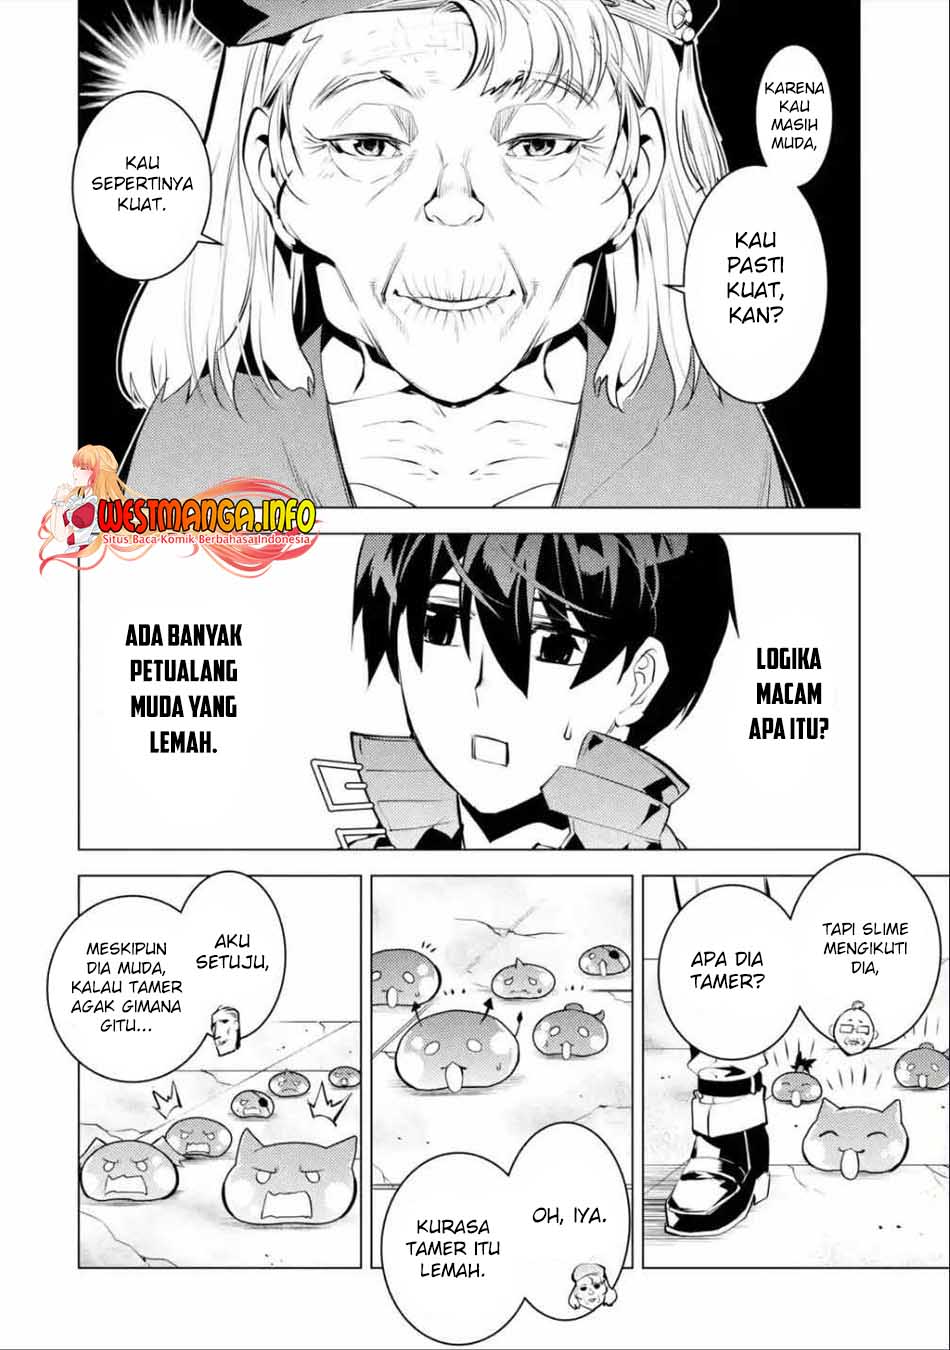 KARENA
KAU
MASIH
MUDA,
KAU
PASTI
KUAT,
KAN?
KAU
SEPERTINYA
KUAT.
WESTMANGA.INFO
Situs Baca Komik Berbahasa Indonesia
LOGIKA
MACAM
APA ITU?
ADA BANYAK
PETUALANG
MUDA YANG
LEMAH.
TAPI SLIME
MENGIKUTI
DIA,
APA DIA
TAMER?
OH, IYA.
KURASA
TAMER ITU
LEMAH.
AKU
SETUJU,
MESKIPUN
DIA MUDA,
KALAU TAMER
AGAK GIMANA
GITU...